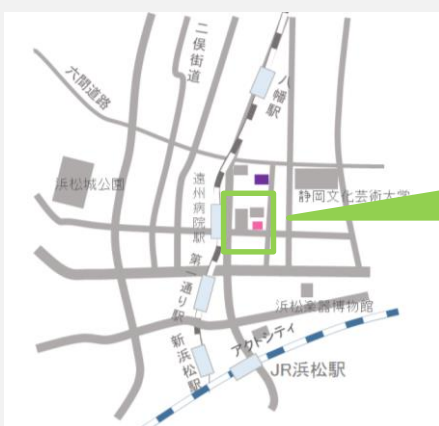 二俣街道
六間道路
八幡駅
浜松城公園
遠州病院駅
静岡文化芸術大学
第一通り駅
浜松楽器博物館
新浜松駅
アクトシティ
JR浜松駅